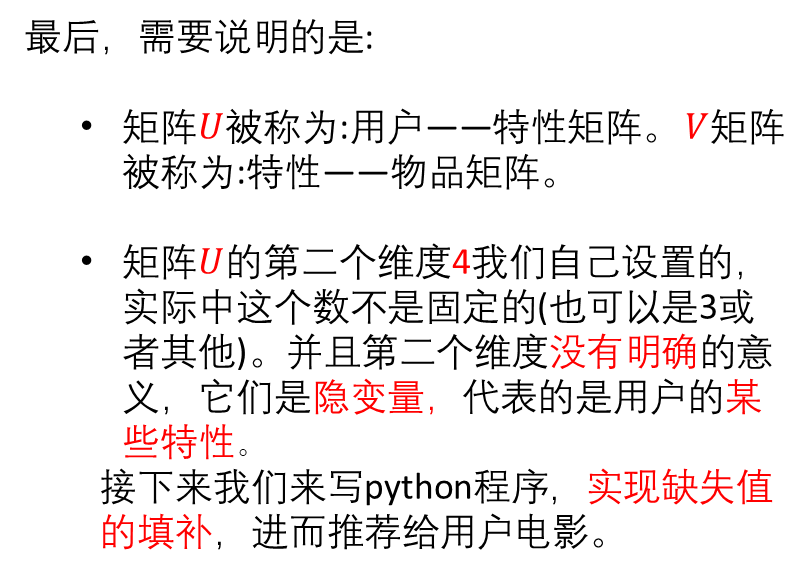 最后，需要说明的是:
• 矩阵U被称为:用户——特性矩阵。V矩阵
被称为:特性——物品矩阵。
• 矩阵U的第二个维度4我们自己设置的，
实际中这个数不是固定的(也可以是3或
者其他)。并且第二个维度没有明确的意
义，它们是隐变量，代表的是用户的某
些特性。
接下来我们来写python程序，实现缺失值
的填补，进而推荐给用户电影。